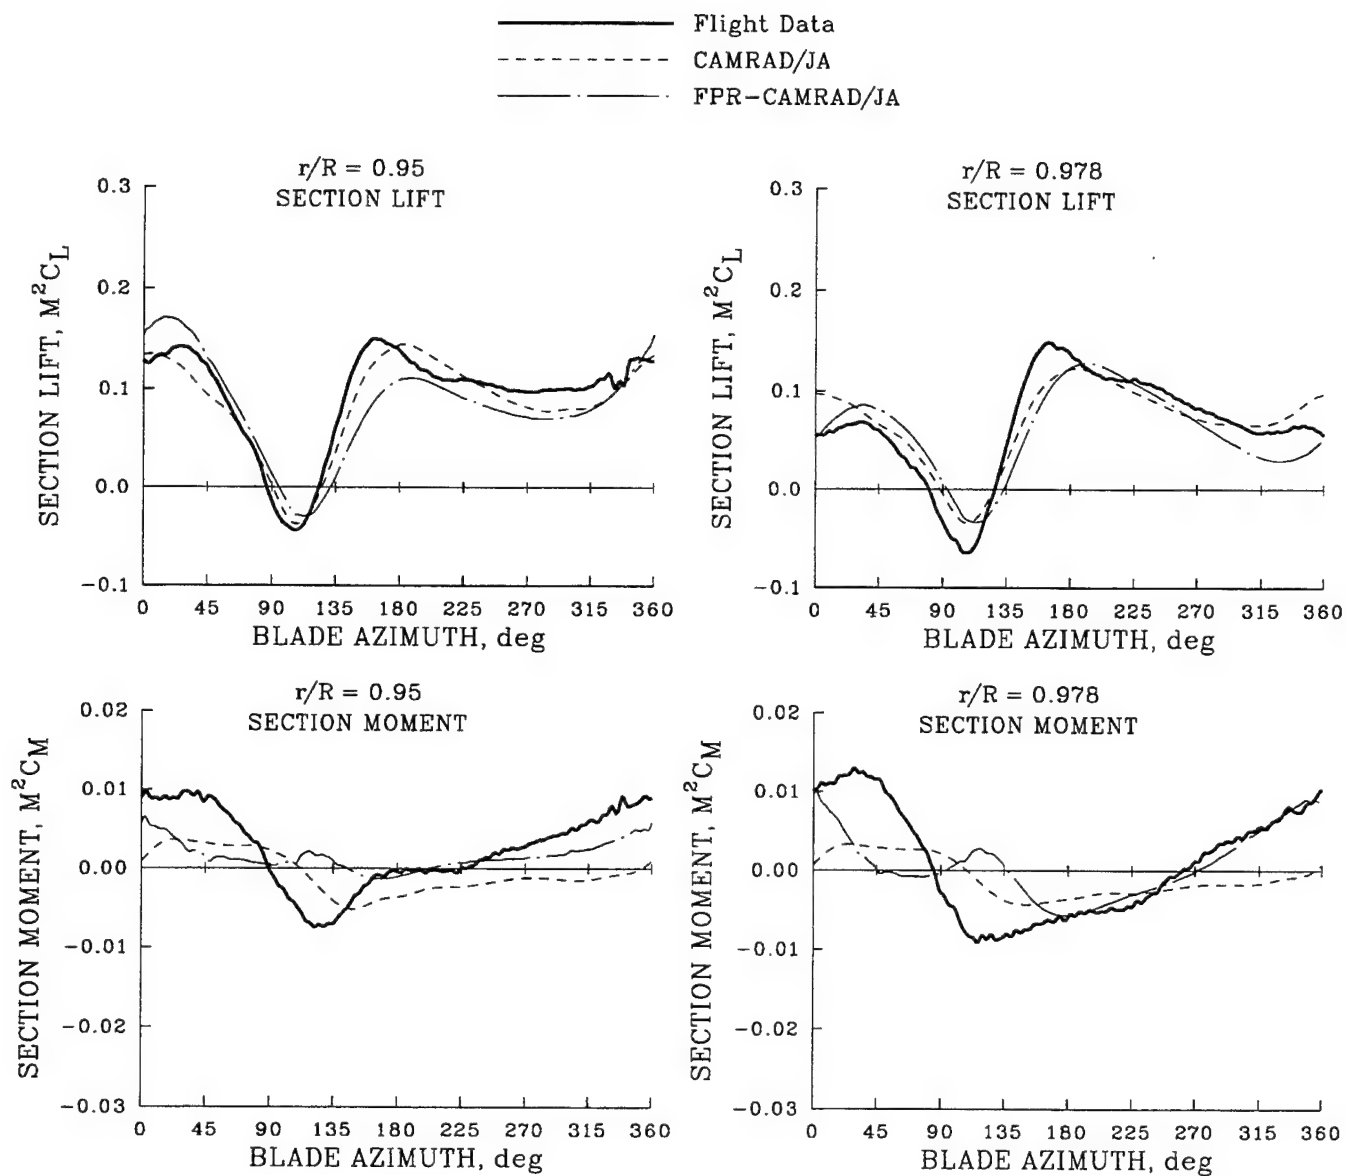 Flight Data
CAMRAD/JA
FPR-CAMRAD/JA
r/R = 0.95
SECTION LIFT
SECTION LIFT, M²C_L
0.3
0.2
0.1
0.0
-0.1
0 45 90 135 180 225 270 315 360
BLADE AZIMUTH, deg
r/R = 0.978
SECTION LIFT
SECTION LIFT, M²C_L
0.3
0.2
0.1
0.0
-0.1
0 45 90 135 180 225 270 315 360
BLADE AZIMUTH, deg
r/R = 0.95
SECTION MOMENT
SECTION MOMENT, M²C_M
0.02
0.01
0.00
-0.01
-0.02
-0.03
0 45 90 135 180 225 270 315 360
BLADE AZIMUTH, deg
r/R = 0.978
SECTION MOMENT
SECTION MOMENT, M²C_M
0.02
0.01
0.00
-0.01
-0.02
-0.03
0 45 90 135 180 225 270 315 360
BLADE AZIMUTH, deg